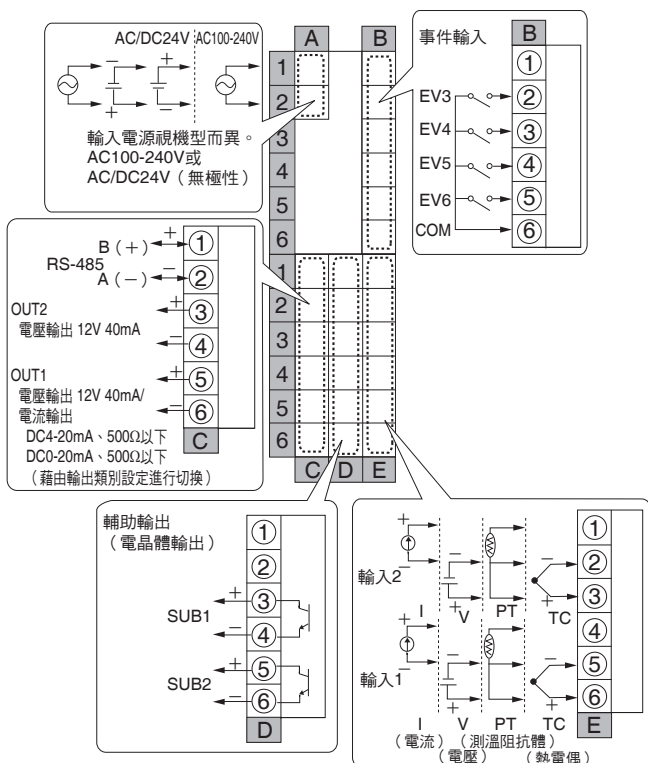 AC/DC24V AC100-240V
+
−
+
−
+
−
輸入電源視機型而異。
AC100-240V或
AC/DC24V（無極性）
A B
1
2
3
4
5
6
1
2
3
4
5
6
C D E
事件輸入
B
①
EV3 ②
EV4 ③
EV5 ④
EV6 ⑤
COM ⑥
B（+） + ①
RS-485
A（−） − ②
OUT2 + ③
電壓輸出 12V 40mA
− ④
OUT1 + ⑤
電壓輸出 12V 40mA/
電流輸出 − ⑥
DC4-20mA、500Ω以下
DC0-20mA、500Ω以下
（藉由輸出類別設定進行切換）
C
輔助輸出
（電晶體輸出）
①
②
+ ③
SUB1
− ④
+ ⑤
SUB2
− ⑥
D
①
②
③
④
⑤
⑥
E
輸入2
+
−
I
−
+
V
PT
−
+
TC
輸入1
+
−
−
+
−
+
I V PT TC
（電流）（測溫阻抗體）
（電壓） （熱電偶）